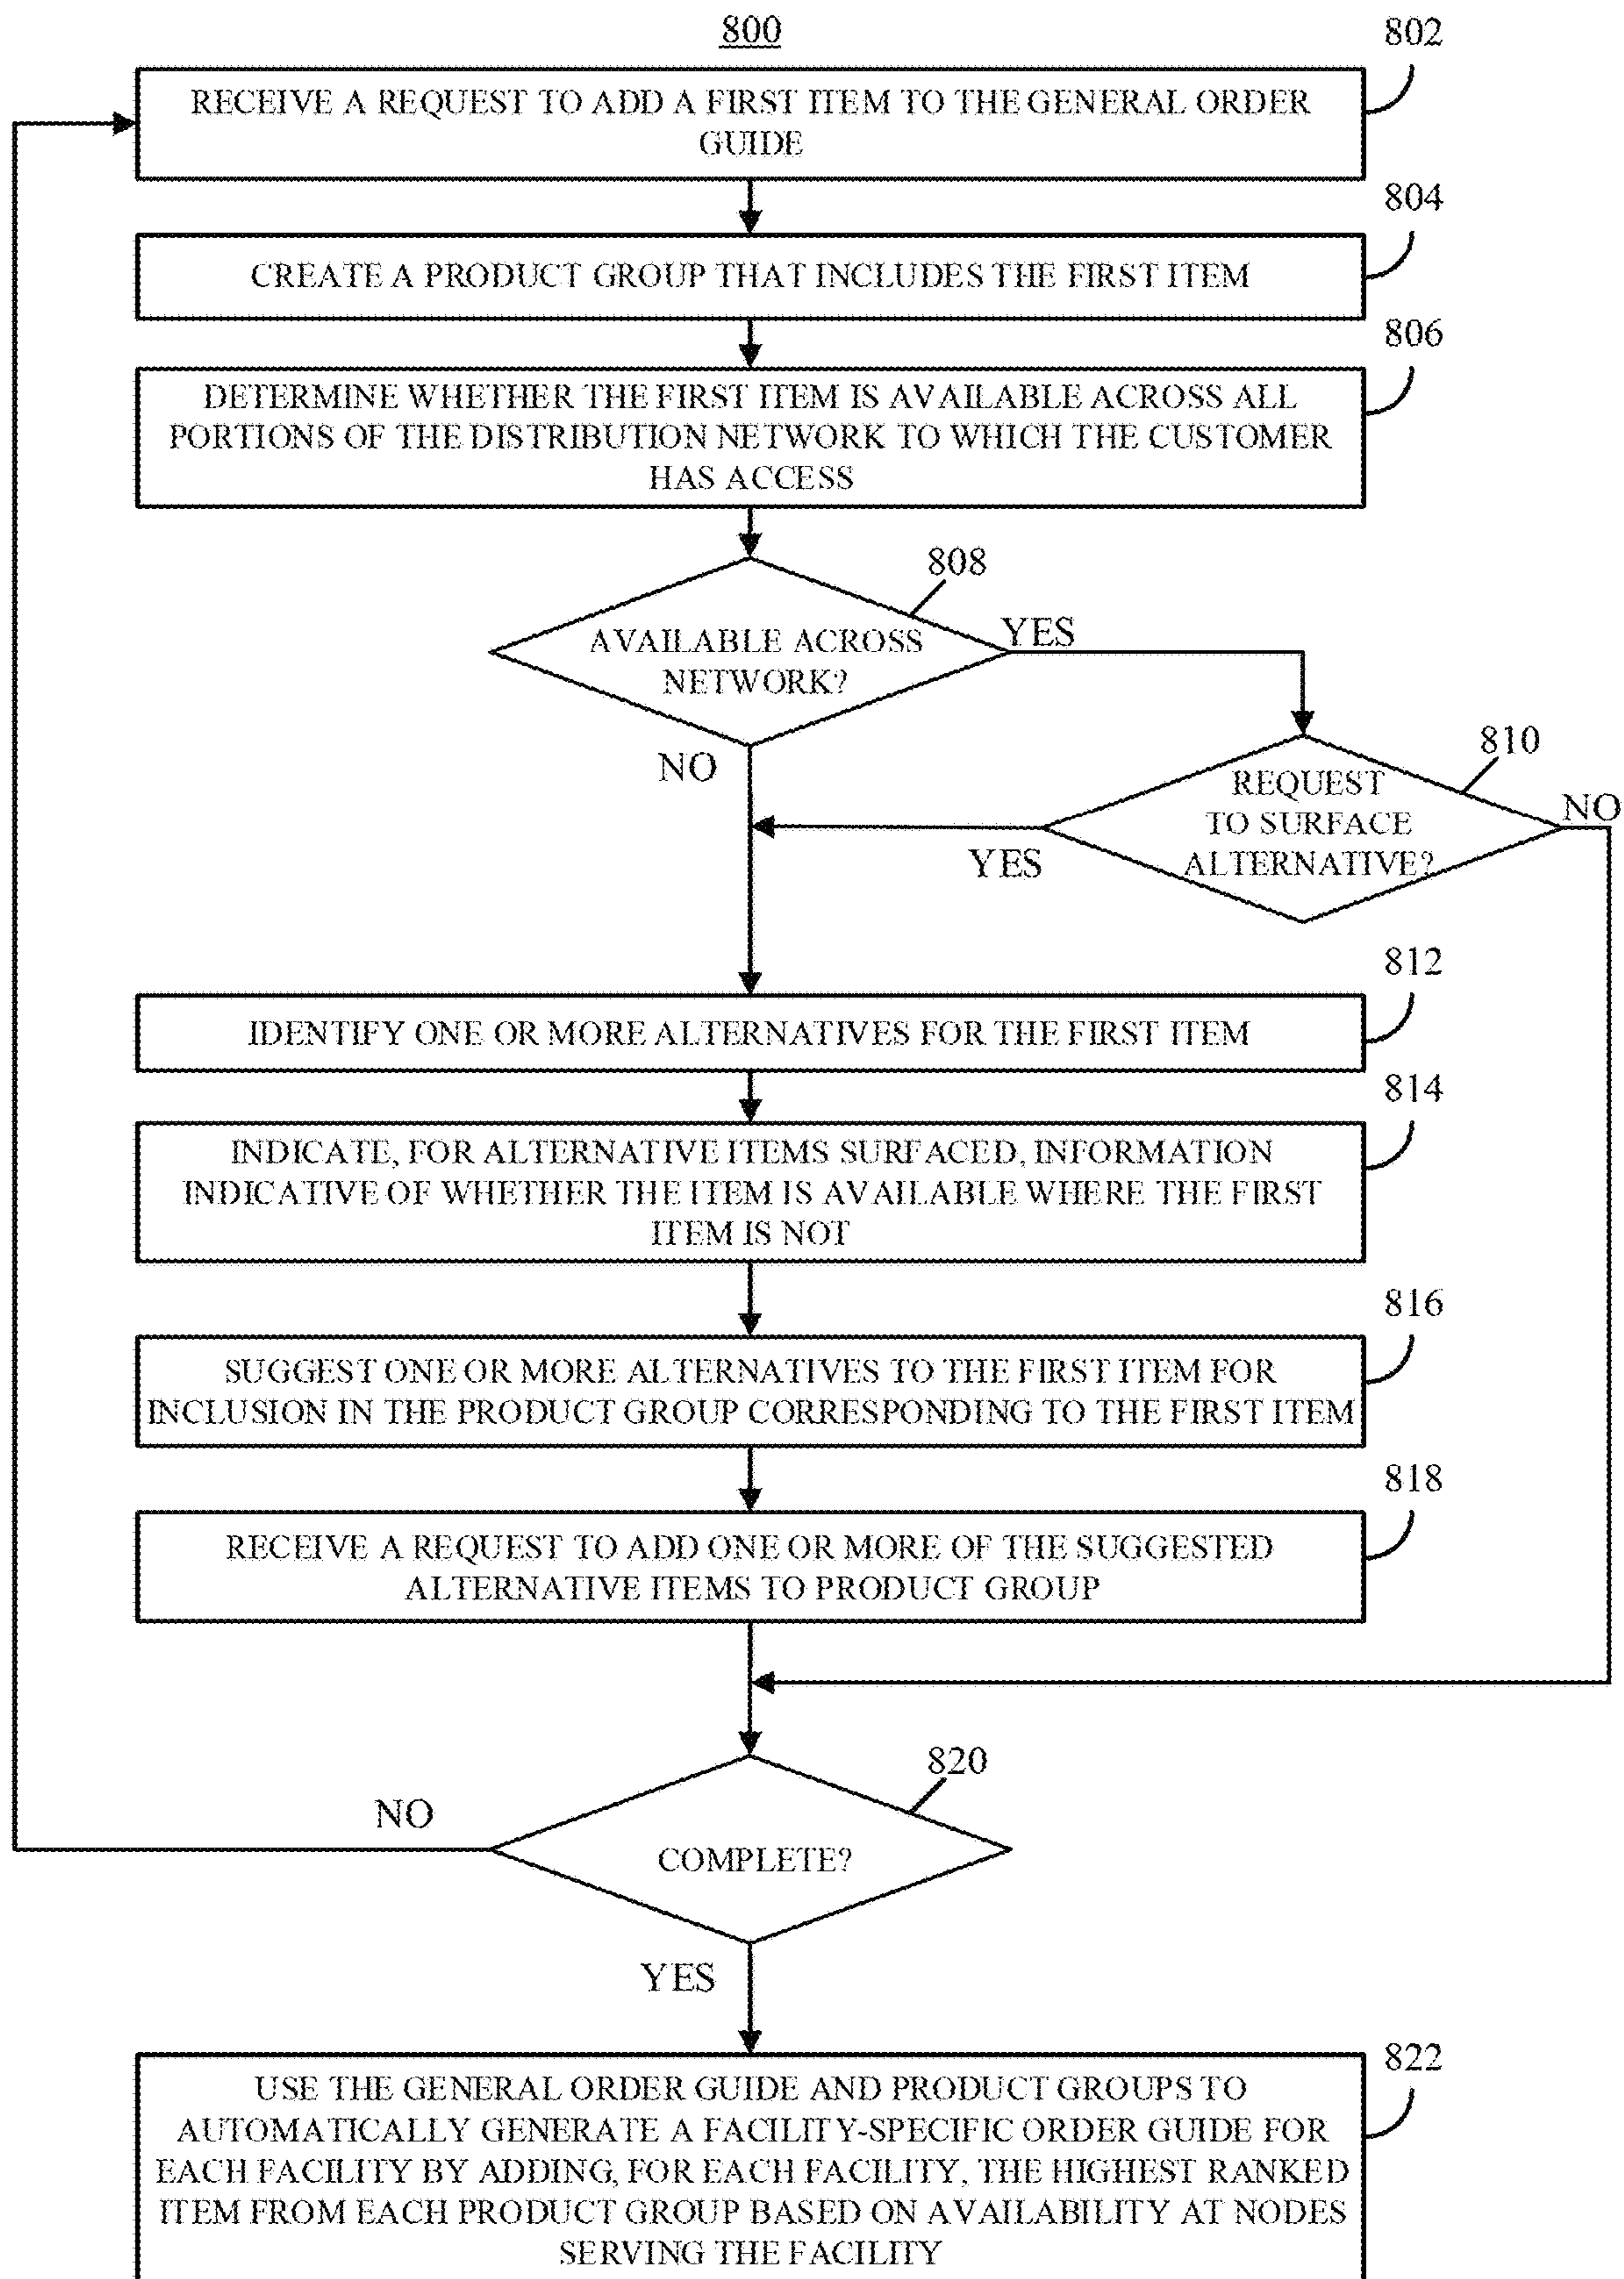 800
802
RECEIVE A REQUEST TO ADD A FIRST ITEM TO THE GENERAL ORDER
GUIDE
804
CREATE A PRODUCT GROUP THAT INCLUDES THE FIRST ITEM
806
DETERMINE WHETHER THE FIRST ITEM IS AVAILABLE ACROSS ALL
PORTIONS OF THE DISTRIBUTION NETWORK TO WHICH THE CUSTOMER
HAS ACCESS
808
AVAILABLE ACROSS
NETWORK?
YES
NO
810
REQUEST
TO SURFACE
ALTERNATIVE?
NO
YES
812
IDENTIFY ONE OR MORE ALTERNATIVES FOR THE FIRST ITEM
814
INDICATE, FOR ALTERNATIVE ITEMS SURFACED, INFORMATION
INDICATIVE OF WHETHER THE ITEM IS AVAILABLE WHERE THE FIRST
ITEM IS NOT
816
SUGGEST ONE OR MORE ALTERNATIVES TO THE FIRST ITEM FOR
INCLUSION IN THE PRODUCT GROUP CORRESPONDING TO THE FIRST ITEM
818
RECEIVE A REQUEST TO ADD ONE OR MORE OF THE SUGGESTED
ALTERNATIVE ITEMS TO PRODUCT GROUP
820
NO
COMPLETE?
YES
822
USE THE GENERAL ORDER GUIDE AND PRODUCT GROUPS TO
AUTOMATICALLY GENERATE A FACILITY-SPECIFIC ORDER GUIDE FOR
EACH FACILITY BY ADDING, FOR EACH FACILITY, THE HIGHEST RANKED
ITEM FROM EACH PRODUCT GROUP BASED ON AVAILABILITY AT NODES
SERVING THE FACILITY